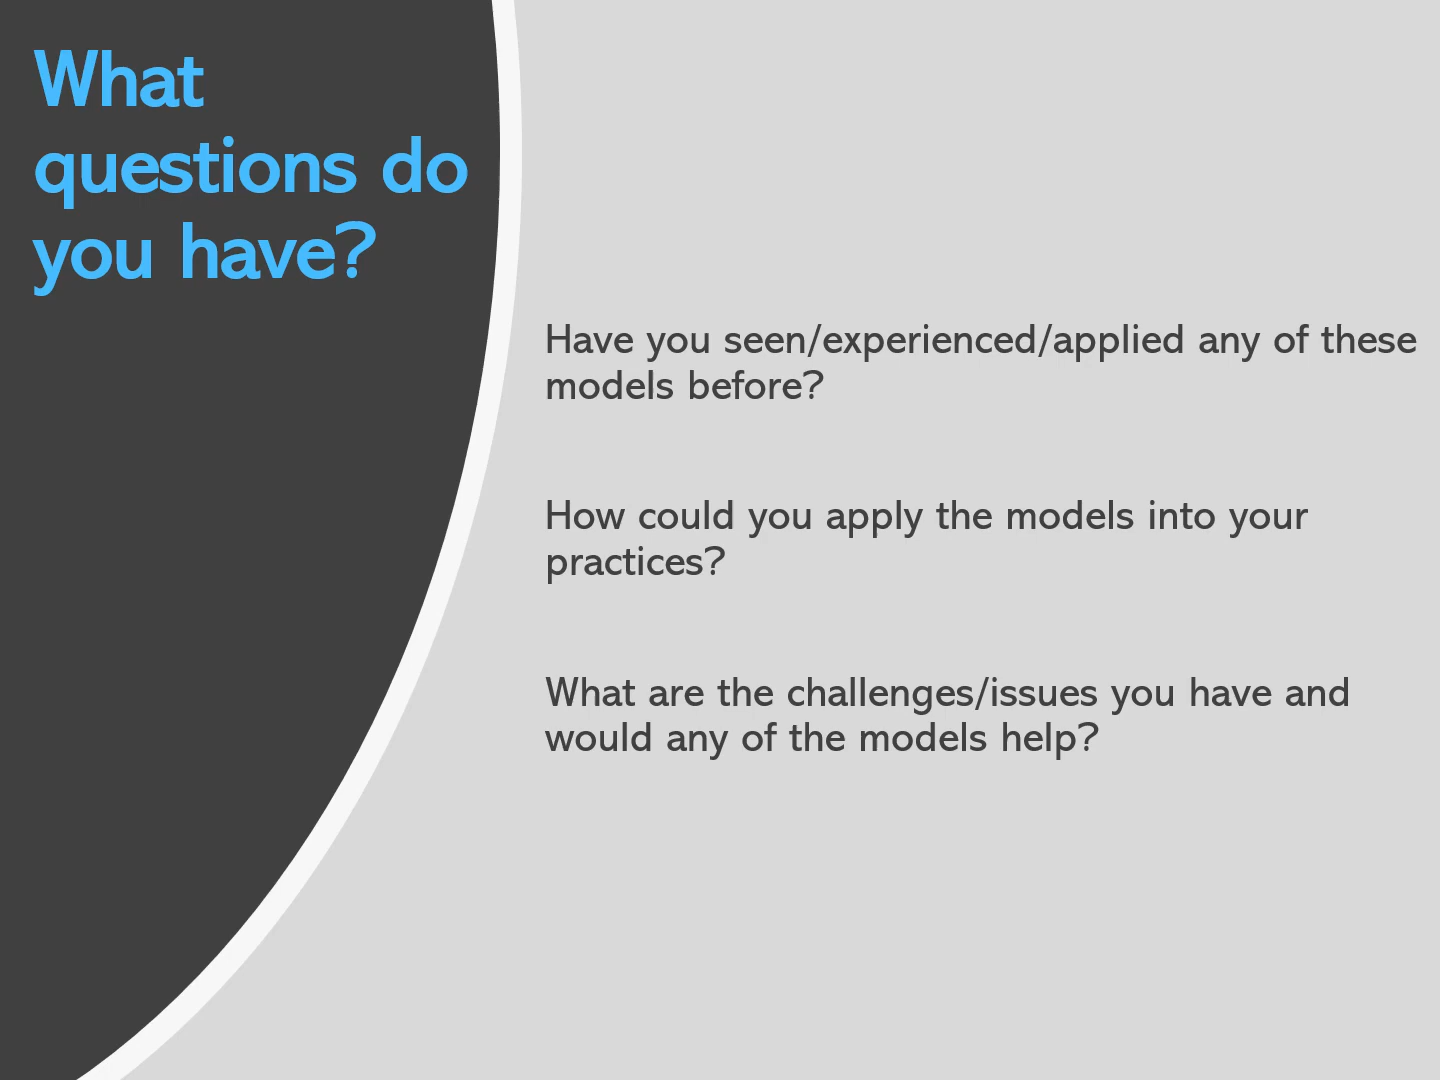 What
questions do
you have?
Have you seen/experienced/applied any of these
models before?
How could you apply the models into your
practices?
What are the challenges/issues you have and
would any of the models help?